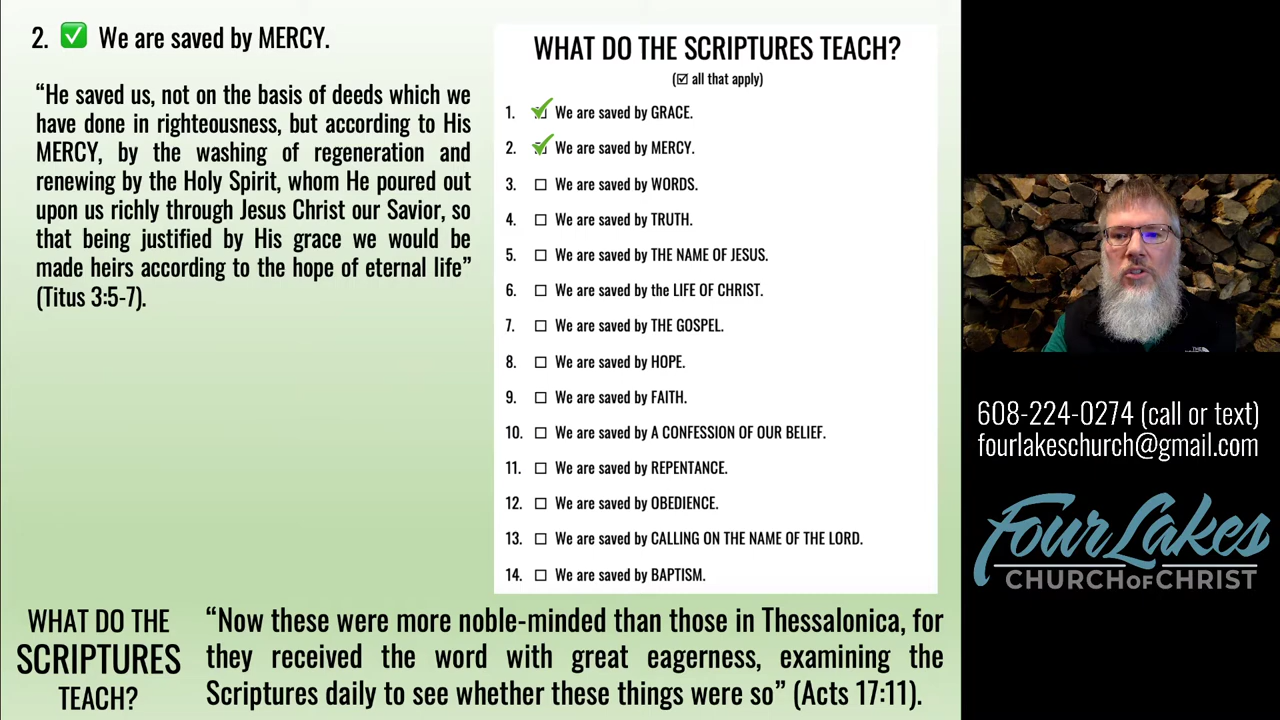 2. ✅ We are saved by MERCY.
“He saved us, not on the basis of deeds which we
have done in righteousness, but according to His
MERCY, by the washing of regeneration and
renewing by the Holy Spirit, whom He poured out
upon us richly through Jesus Christ our Savior, so
that being justified by His grace we would be
made heirs according to the hope of eternal life”
(Titus 3:5-7).
WHAT DO THE SCRIPTURES TEACH?
(☑ all that apply)
1. ☑ We are saved by GRACE.
2. ☑ We are saved by MERCY.
3. ☐ We are saved by WORDS.
4. ☐ We are saved by TRUTH.
5. ☐ We are saved by THE NAME OF JESUS.
6. ☐ We are saved by the LIFE OF CHRIST.
7. ☐ We are saved by THE GOSPEL.
8. ☐ We are saved by HOPE.
9. ☐ We are saved by FAITH.
10. ☐ We are saved by A CONFESSION OF OUR BELIEF.
11. ☐ We are saved by REPENTANCE.
12. ☐ We are saved by OBEDIENCE.
13. ☐ We are saved by CALLING ON THE NAME OF THE LORD.
14. ☐ We are saved by BAPTISM.
WHAT DO THE
SCRIPTURES
TEACH?
“Now these were more noble-minded than those in Thessalonica, for
they received the word with great eagerness, examining the
Scriptures daily to see whether these things were so” (Acts 17:11).
608-224-0274 (call or text)
fourlakeschurch@gmail.com
Four Lakes
CHURCH OF CHRIST